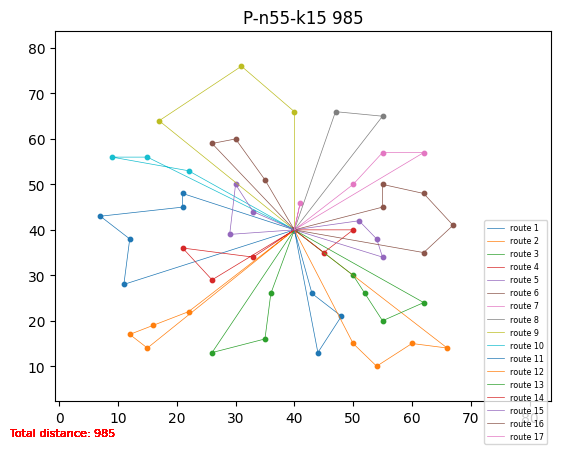 P-n55-k15 985
80
70
60
50
40
30
20
10
0
10
20
30
40
50
60
70
80
route 1
route 2
route 3
route 4
route 5
route 6
route 7
route 8
route 9
route 10
route 11
route 12
route 13
route 14
route 15
route 16
route 17
Total distance: 985